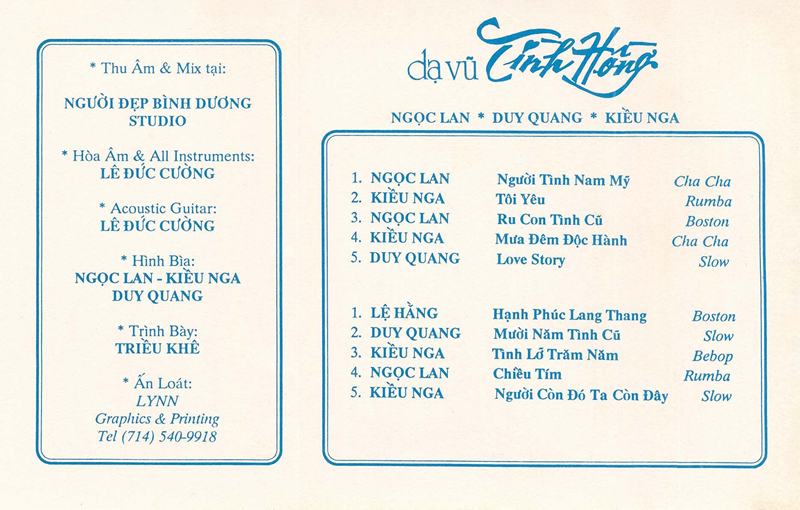 * Thu Âm & Mix tại:
NGƯỜI ĐẸP BÌNH DƯƠNG
STUDIO
* Hòa Âm & All Instruments:
LÊ ĐỨC CƯỜNG
* Acoustic Guitar:
LÊ ĐỨC CƯỜNG
* Hình Bìa:
NGỌC LAN - KIỀU NGA
DUY QUANG
* Trình Bày:
TRIỀU KHÊ
* Ấn Loát:
LYNN
Graphics & Printing
Tel (714) 540-9918
dạ vũ Tình Hồng
NGỌC LAN * DUY QUANG * KIỀU NGA
1. NGỌC LAN Người Tình Nam Mỹ Cha Cha
2. KIỀU NGA Tôi Yêu Rumba
3. NGỌC LAN Ru Con Tình Cũ Boston
4. KIỀU NGA Mưa Đêm Độc Hành Cha Cha
5. DUY QUANG Love Story Slow
1. LỆ HẰNG Hạnh Phúc Lang Thang Boston
2. DUY QUANG Mười Năm Tình Cũ Slow
3. KIỀU NGA Tình Lỡ Trăm Năm Bebop
4. NGỌC LAN Chiều Tím Rumba
5. KIỀU NGA Người Còn Đó Ta Còn Đây Slow